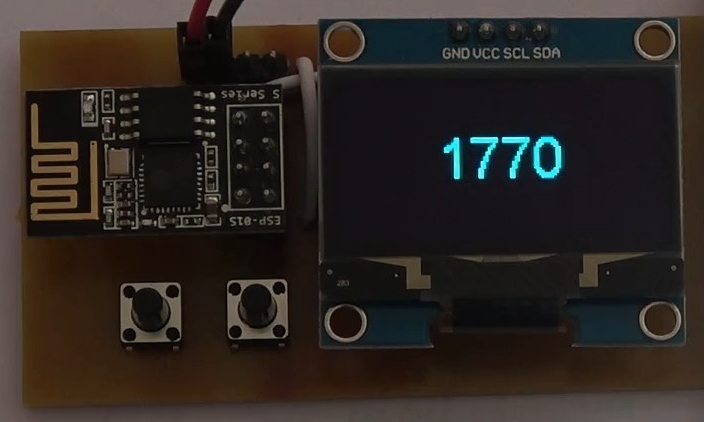 GND VCC SCL SDA
S Series
1770
ESP-01S
283